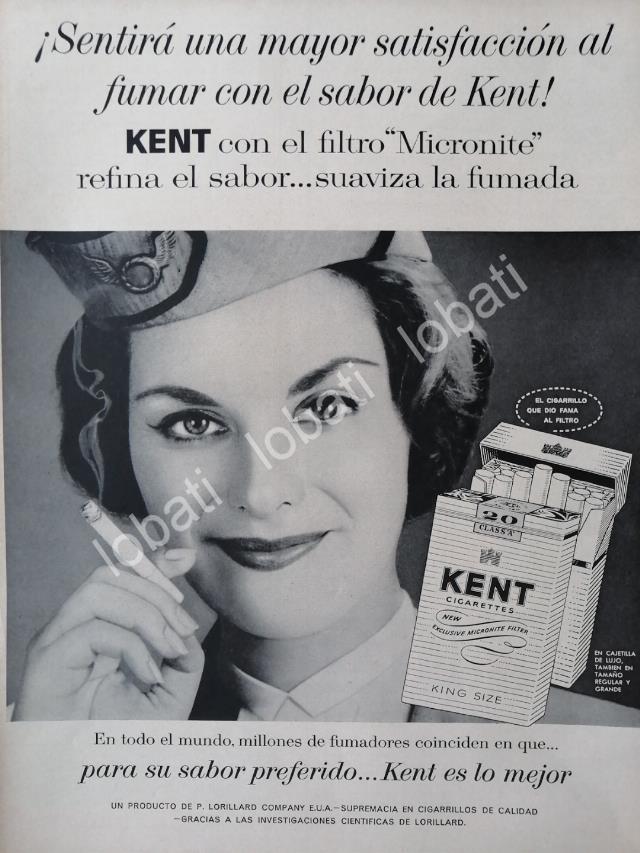 ¡Sentirá una mayor satisfacción al
fumar con el sabor de Kent!
KENT con el filtro “Micronite”
refina el sabor...suaviza la fumada
EL CIGARRILLO
QUE DIO FAMA
AL FILTRO
20
CLASS 'A'
KENT
CIGARETTES
NEW
EXCLUSIVE MICRONITE FILTER
KING SIZE
EN CAJETILLA
DE LUJO,
TAMBIEN EN
TAMAÑO
REGULAR Y
GRANDE
lobati
lobati
lobati
lobati
En todo el mundo, millones de fumadores coinciden en que...
para su sabor preferido...Kent es lo mejor
UN PRODUCTO DE P. LORILLARD COMPANY E.U.A.—SUPREMACIA EN CIGARRILLOS DE CALIDAD
—GRACIAS A LAS INVESTIGACIONES CIENTIFICAS DE LORILLARD.